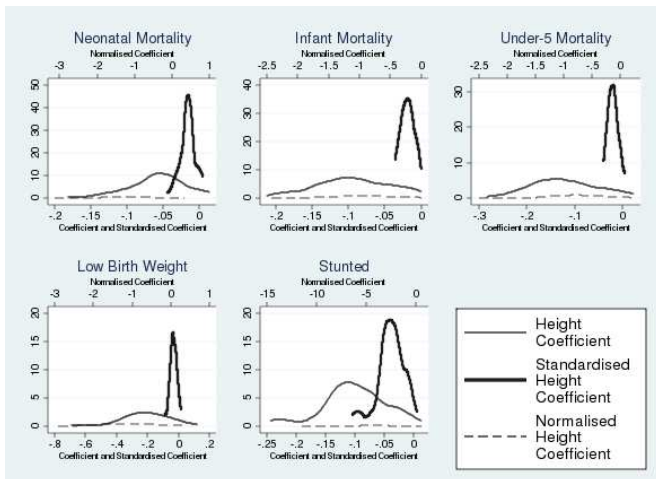 Neonatal Mortality
Normalised Coefficient
-3 -2 -1 0 1
50
40
30
20
10
0
-.2 -.15 -.1 -.05 0
Coefficient and Standardised Coefficient
Infant Mortality
Normalised Coefficient
-2.5 -2 -1.5 -1 -.5 0
40
30
20
10
0
-.2 -.15 -.1 -.05 0
Coefficient and Standardised Coefficient
Under-5 Mortality
Normalised Coefficient
-2.5 -2 -1.5 -1 -.5 0
30
20
10
0
-.3 -.2 -.1 0
Coefficient and Standardised Coefficient
Low Birth Weight
Normalised Coefficient
-3 -2 -1 0 1
20
15
10
5
0
-.8 -.6 -.4 -.2 0 .2
Coefficient and Standardised Coefficient
Stunted
Normalised Coefficient
-15 -10 -5 0
20
15
10
5
0
-.25 -.2 -.15 -.1 -.05 0
Coefficient and Standardised Coefficient
Height
Coefficient
Standardised
Height
Coefficient
Normalised
Height
Coefficient